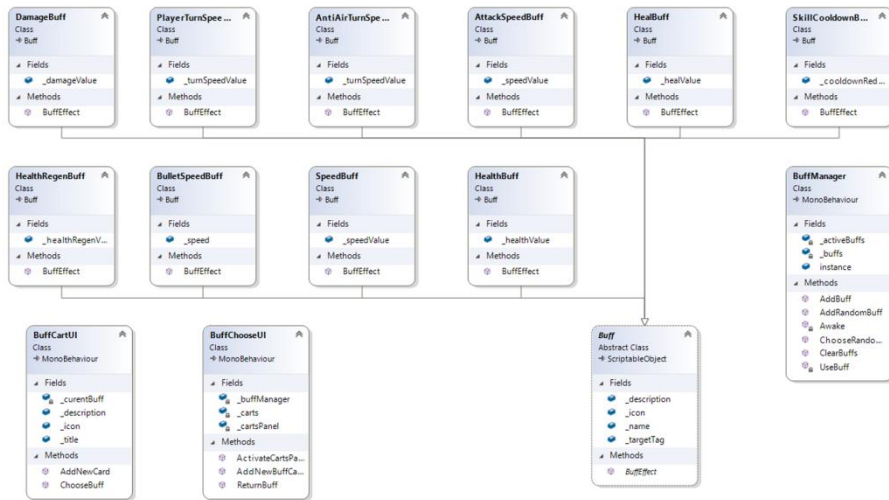 DamageBuff
Class
Buff
Fields
_damageValue
Methods
BuffEffect
PlayerTurnSpee ...
Class
Buff
Fields
_turnSpeedValue
Methods
BuffEffect
AntiAirTurnSpe ...
Class
Buff
Fields
_turnSpeedValue
Methods
BuffEffect
AttackSpeedBuff
Class
Buff
Fields
_speedValue
Methods
BuffEffect
HealBuff
Class
Buff
Fields
_healValue
Methods
BuffEffect
SkillCooldownB...
Class
Buff
Fields
_cooldownRed...
Methods
BuffEffect
HealthRegenBuff
Class
Buff
Fields
_healthRegenV...
Methods
BuffEffect
BulletSpeedBuff
Class
Buff
Fields
_speed
Methods
BuffEffect
SpeedBuff
Class
Buff
Fields
_speedValue
Methods
BuffEffect
HealthBuff
Class
Buff
Fields
_healthValue
Methods
BuffEffect
BuffManager
Class
MonoBehaviour
Fields
_activeBuffs
_buffs
instance
Methods
AddBuff
AddRandomBuff
Awake
ChooseRando...
ClearBuffs
UseBuff
BuffCartUI
Class
MonoBehaviour
Fields
_curentBuff
_description
_icon
_title
Methods
AddNewCard
ChooseBuff
BuffChooseUI
Class
MonoBehaviour
Fields
_buffManager
_carts
_cartsPanel
Methods
ActivateCartsPa...
AddNewBuffCa...
ReturnBuff
Buff
Abstract Class
ScriptableObject
Fields
_description
_icon
_name
_targetTag
Methods
BuffEffect